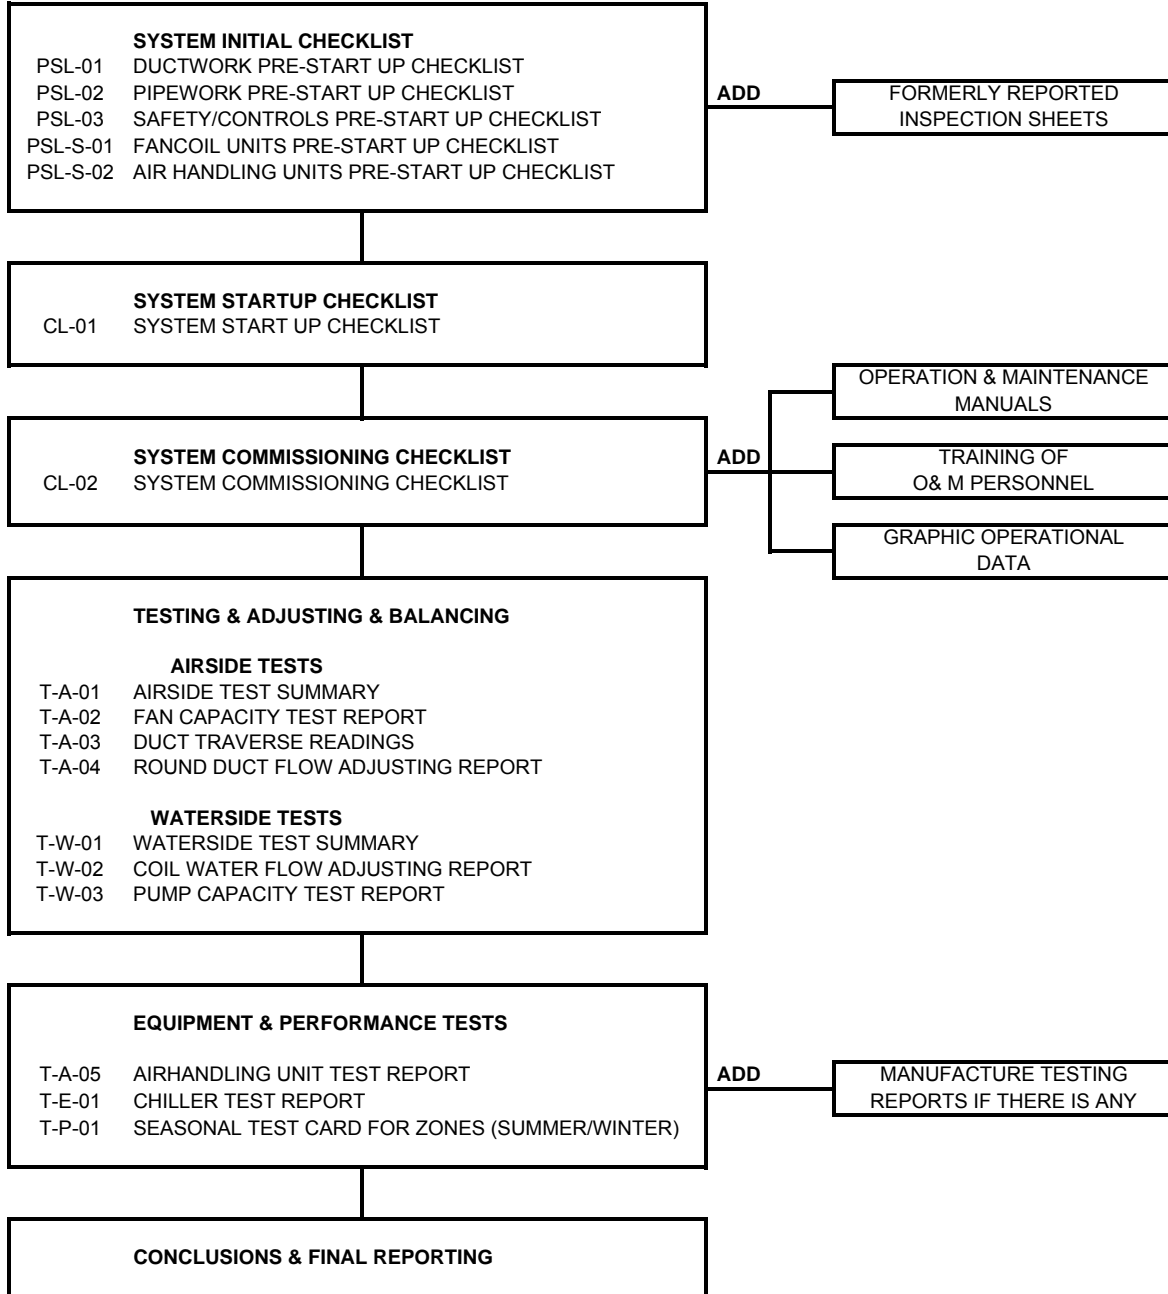 SYSTEM INITIAL CHECKLIST
PSL-01 DUCTWORK PRE-START UP CHECKLIST
PSL-02 PIPEWORK PRE-START UP CHECKLIST
PSL-03 SAFETY/CONTROLS PRE-START UP CHECKLIST
PSL-S-01 FANCOIL UNITS PRE-START UP CHECKLIST
PSL-S-02 AIR HANDLING UNITS PRE-START UP CHECKLIST
ADD
FORMERLY REPORTED
INSPECTION SHEETS
SYSTEM STARTUP CHECKLIST
CL-01 SYSTEM START UP CHECKLIST
SYSTEM COMMISSIONING CHECKLIST
CL-02 SYSTEM COMMISSIONING CHECKLIST
ADD
OPERATION & MAINTENANCE
MANUALS
TRAINING OF
O& M PERSONNEL
GRAPHIC OPERATIONAL
DATA
TESTING & ADJUSTING & BALANCING
AIRSIDE TESTS
T-A-01 AIRSIDE TEST SUMMARY
T-A-02 FAN CAPACITY TEST REPORT
T-A-03 DUCT TRAVERSE READINGS
T-A-04 ROUND DUCT FLOW ADJUSTING REPORT
WATERSIDE TESTS
T-W-01 WATERSIDE TEST SUMMARY
T-W-02 COIL WATER FLOW ADJUSTING REPORT
T-W-03 PUMP CAPACITY TEST REPORT
EQUIPMENT & PERFORMANCE TESTS
T-A-05 AIRHANDLING UNIT TEST REPORT
T-E-01 CHILLER TEST REPORT
T-P-01 SEASONAL TEST CARD FOR ZONES (SUMMER/WINTER)
ADD
MANUFACTURE TESTING
REPORTS IF THERE IS ANY
CONCLUSIONS & FINAL REPORTING